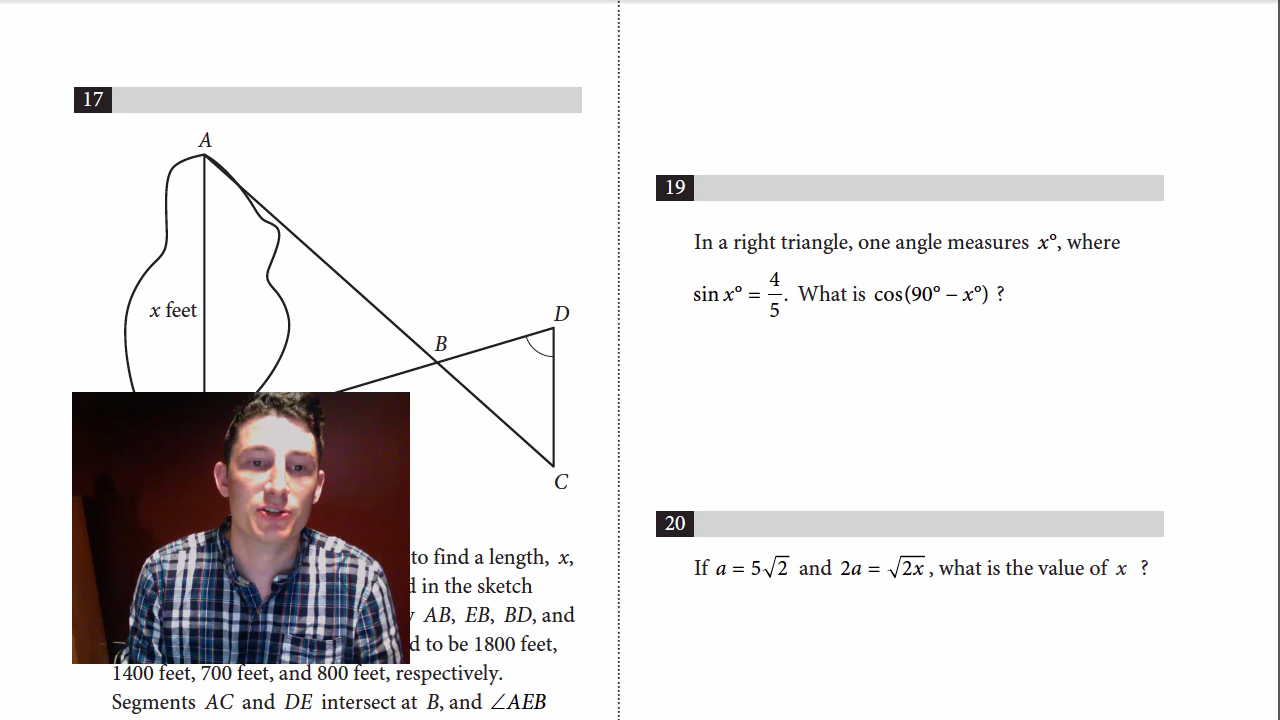 17
A
x feet
B
D
C
to find a length, x,
in the sketch
AB, EB, BD, and
to be 1800 feet,
1400 feet, 700 feet, and 800 feet, respectively.
Segments AC and DE intersect at B, and ∠AEB
19
In a right triangle, one angle measures x°, where
sin x° = 4/5. What is cos(90° − x°) ?
20
If a = 5√2 and 2a = √2x, what is the value of x ?